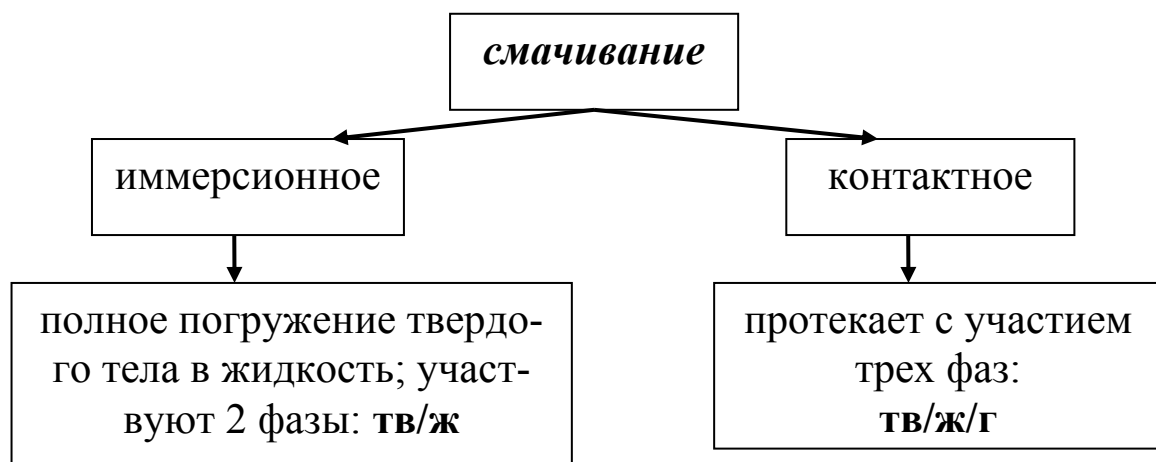 смачивание
иммерсионное
контактное
полное погружение твердо-
го тела в жидкость; участ-
вуют 2 фазы: тв/ж
протекает с участием
трех фаз:
тв/ж/г